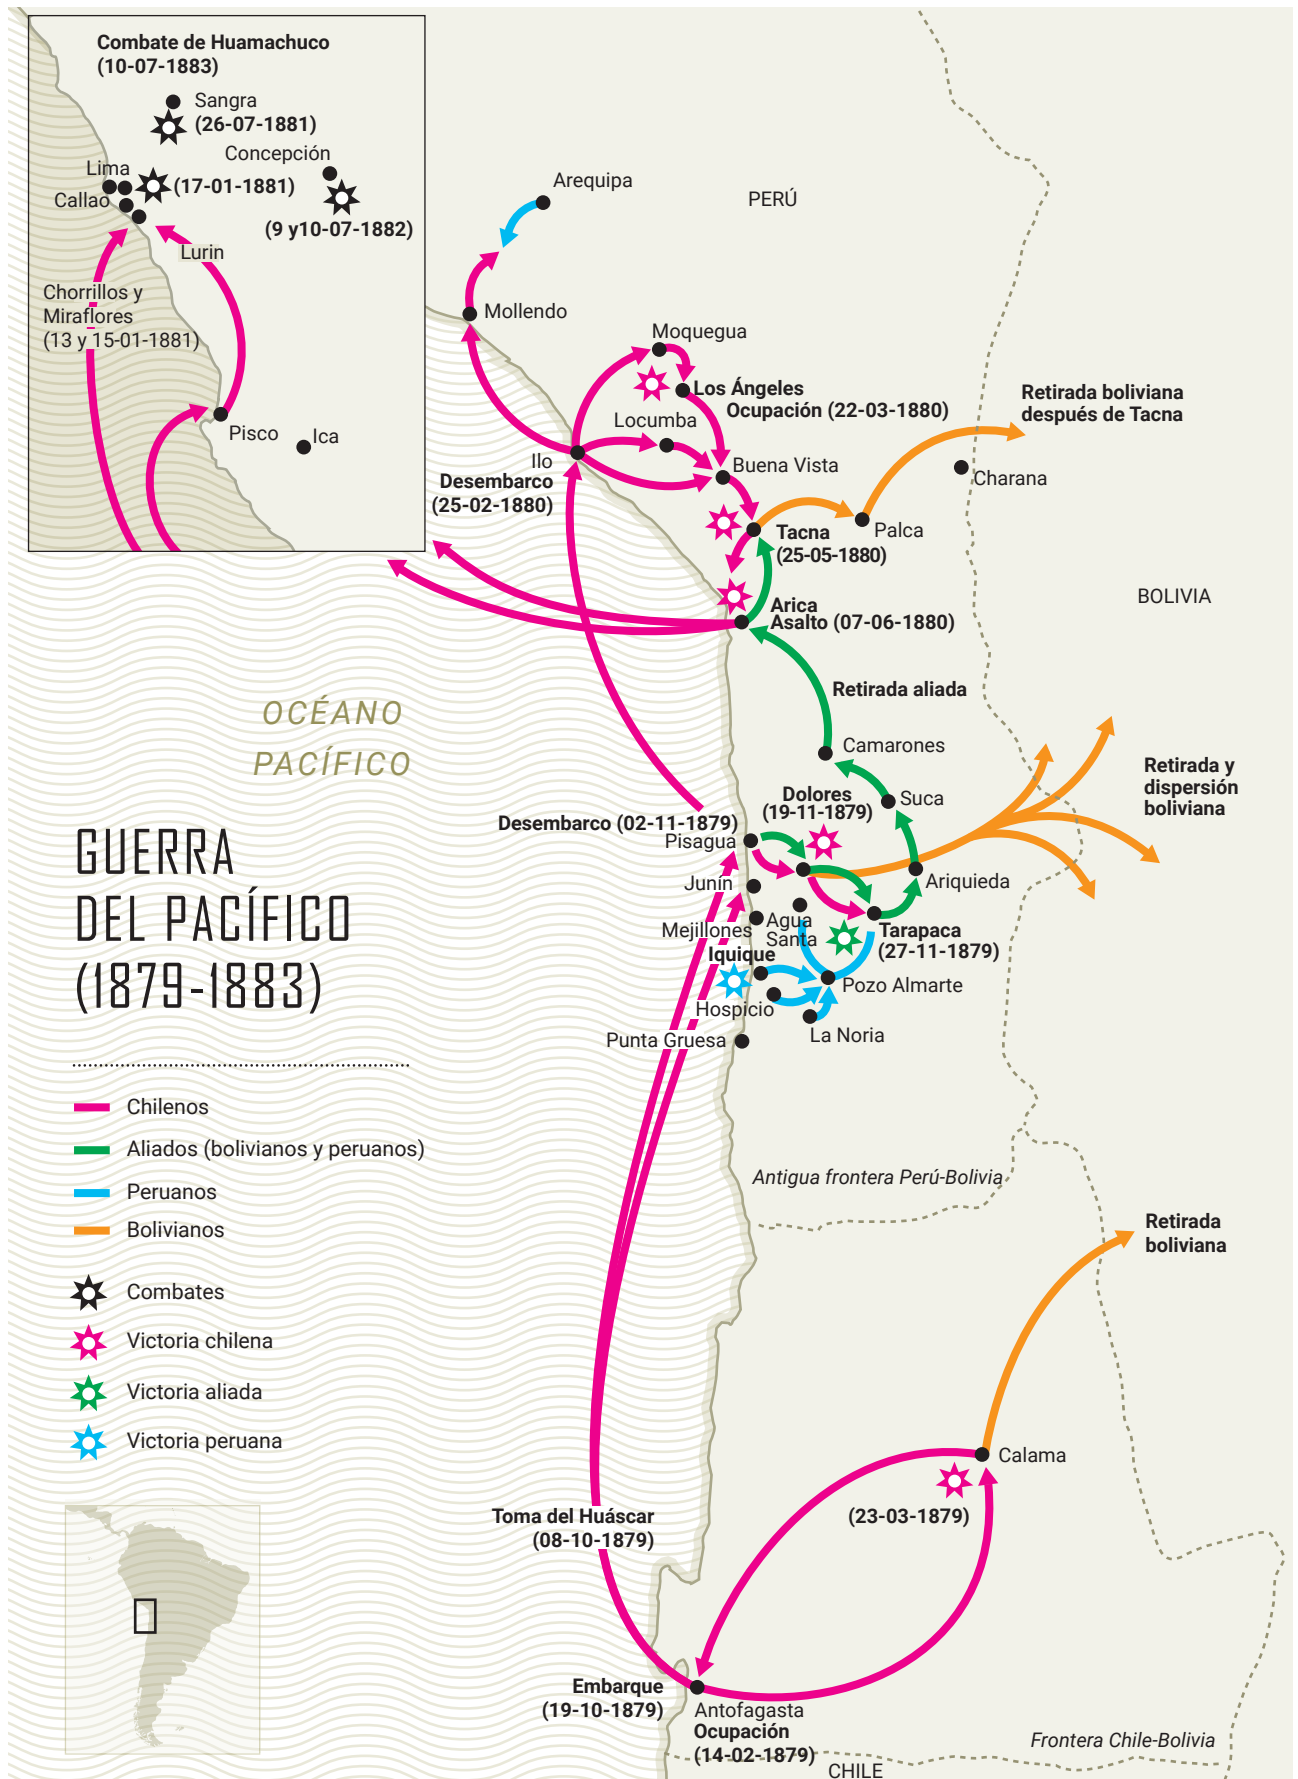 Combate de Huamachuco
(10-07-1883)
Sangra
(26-07-1881)
Concepción
Lima
(17-01-1881)
Callao
(9 y10-07-1882)
Lurin
Chorrillos y
Miraflores
(13 y 15-01-1881)
Pisco
Ica
Arequipa
PERÚ
Mollendo
Moquegua
Los Ángeles
Ocupación (22-03-1880)
Retirada boliviana
después de Tacna
Locumba
Ilo
Desembarco
(25-02-1880)
Buena Vista
Charana
Tacna
(25-05-1880)
Palca
BOLIVIA
Arica
Asalto (07-06-1880)
Retirada aliada
OCÉANO
PACÍFICO
Camarones
Retirada y
dispersión
boliviana
Dolores
(19-11-1879)
Suca
Desembarco (02-11-1879)
Pisagua
Junín
Ariquieda
Mejillones
Agua
Santa
Tarapaca
(27-11-1879)
Iquique
Pozo Almarte
Hospicio
La Noria
Punta Gruesa
GUERRA
DEL PACÍFICO
(1879-1883)
Chilenos
Aliados (bolivianos y peruanos)
Peruanos
Bolivianos
Combates
Victoria chilena
Victoria aliada
Victoria peruana
Antigua frontera Perú-Bolivia
Retirada
boliviana
Calama
(23-03-1879)
Toma del Huáscar
(08-10-1879)
Embarque
(19-10-1879)
Antofagasta
Ocupación
(14-02-1879)
Frontera Chile-Bolivia
CHILE